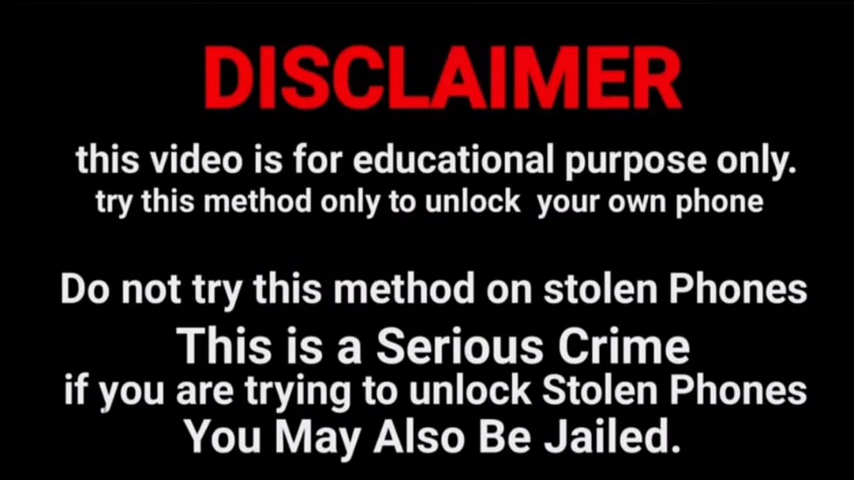 DISCLAIMER
this video is for educational purpose only.
try this method only to unlock your own phone
Do not try this method on stolen Phones
This is a Serious Crime
if you are trying to unlock Stolen Phones
You May Also Be Jailed.